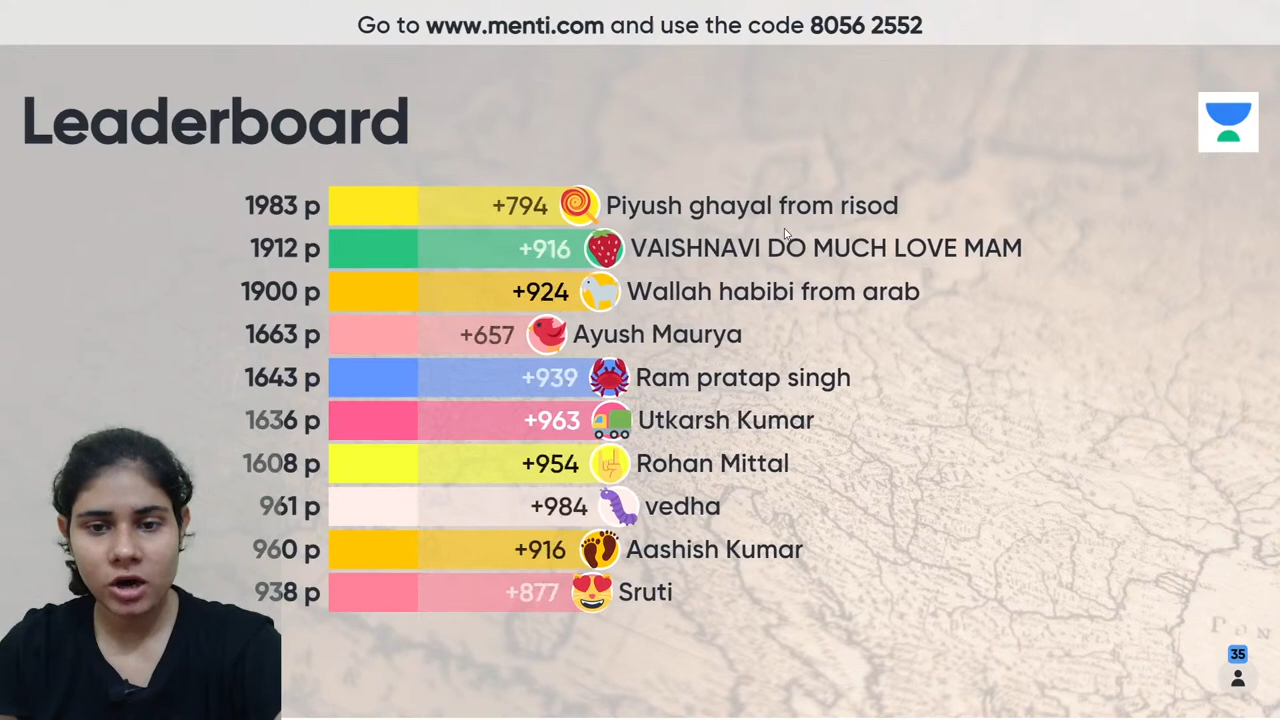 Go to www.menti.com and use the code 8056 2552
Leaderboard
1983 p +794 Piyush ghayal from risod
1912 p +916 VAISHNAVI DO MUCH LOVE MAM
1900 p +924 Wallah habibi from arab
1663 p +657 Ayush Maurya
1643 p +939 Ram pratap singh
1636 p +963 Utkarsh Kumar
1608 p +954 Rohan Mittal
961 p +984 vedha
960 p +916 Aashish Kumar
938 p +877 Sruti
35